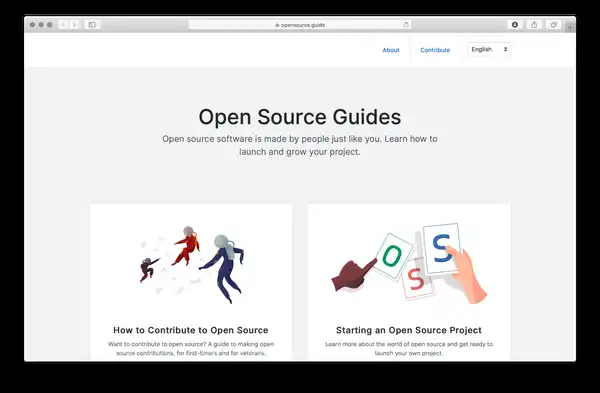 opensource.guide
About
Contribute
English
Open Source Guides
Open source software is made by people just like you. Learn how to
launch and grow your project.
O
S
S
How to Contribute to Open Source
Want to contribute to open source? A guide to making open
source contributions, for first-timers and for veterans.
Starting an Open Source Project
Learn more about the world of open source and get ready to
launch your own project.